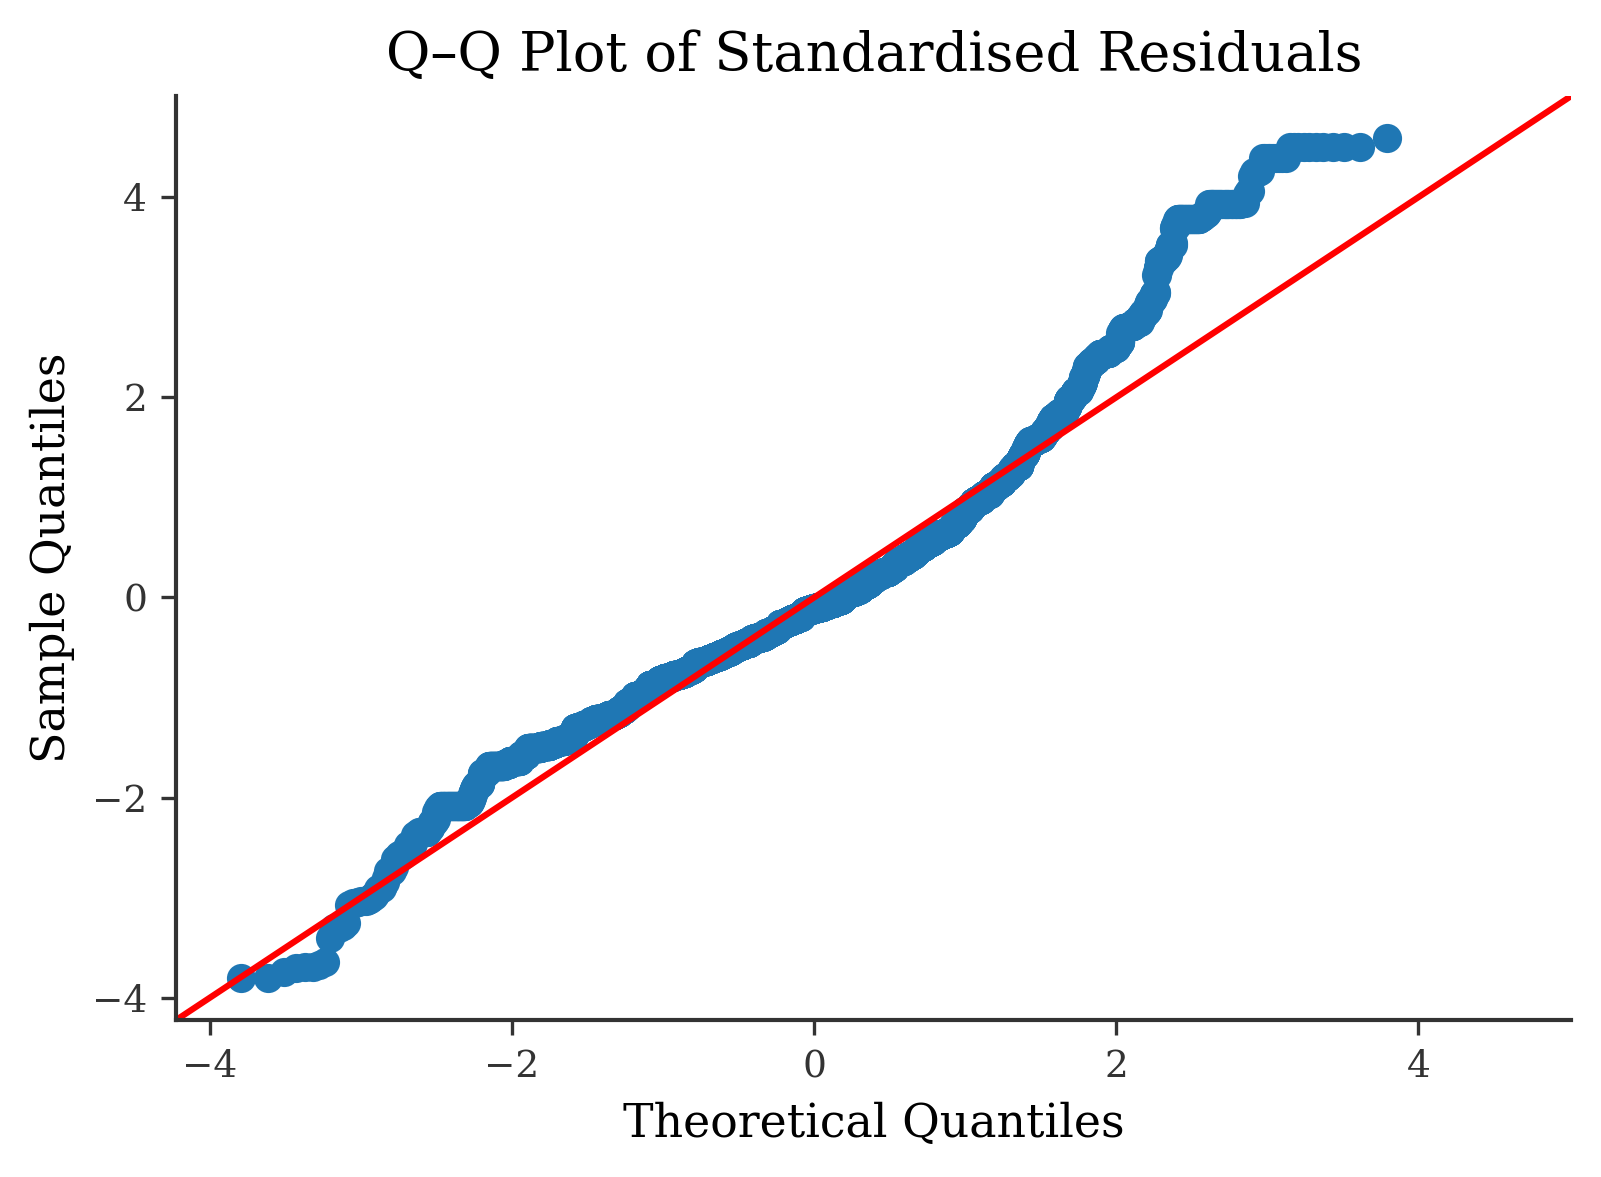 Q–Q Plot of Standardised Residuals
Sample Quantiles
4
2
0
−2
−4
−4 −2 0 2 4
Theoretical Quantiles